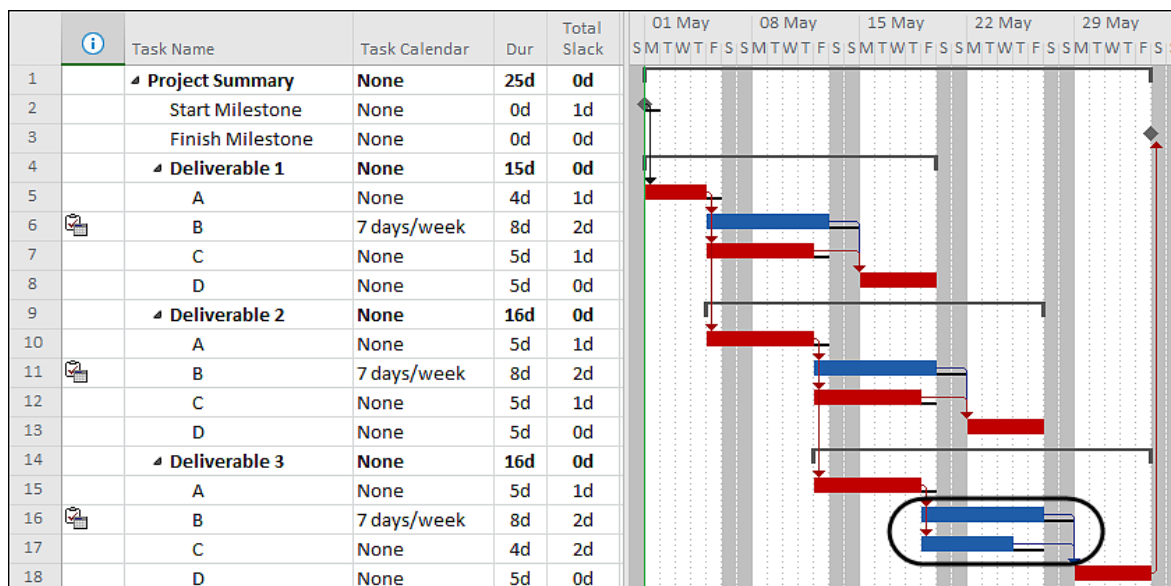 01 May 08 May 15 May 22 May 29 May
i Task Name Task Calendar Dur Total Slack S M T W T F S S M T W T F S S M T W T F S S M T W T F S S M T W T F S
1 Project Summary None 25d 0d
2 Start Milestone None 0d 1d
3 Finish Milestone None 0d 0d
4 Deliverable 1 None 15d 0d
5 A None 4d 1d
6 B 7 days/week 8d 2d
7 C None 5d 1d
8 D None 5d 0d
9 Deliverable 2 None 16d 0d
10 A None 5d 1d
11 B 7 days/week 8d 2d
12 C None 5d 1d
13 D None 5d 0d
14 Deliverable 3 None 16d 0d
15 A None 5d 1d
16 B 7 days/week 8d 2d
17 C None 4d 2d
18 D None 5d 0d